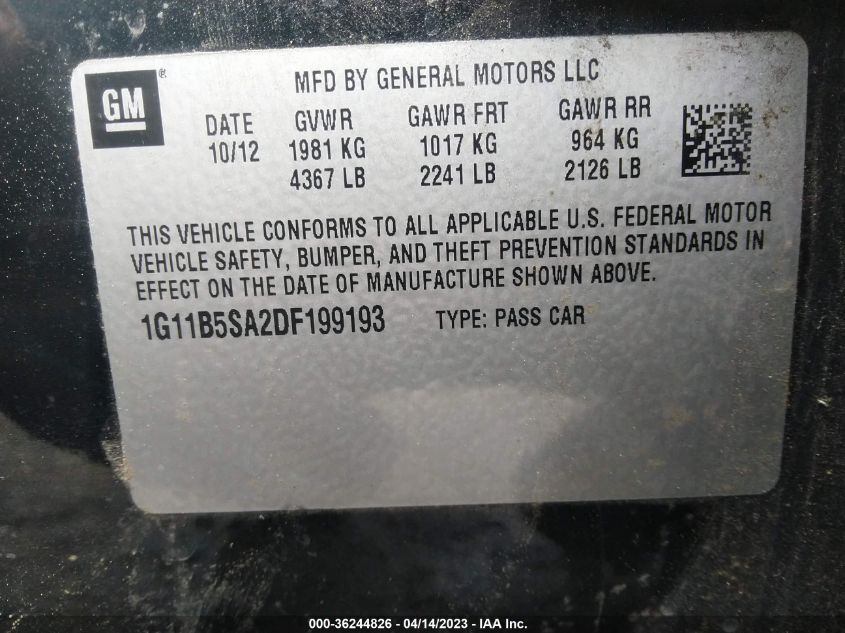 GM®
MFD BY GENERAL MOTORS LLC
DATE GVWR GAWR FRT GAWR RR
10/12 1981 KG 1017 KG 964 KG
4367 LB 2241 LB 2126 LB
THIS VEHICLE CONFORMS TO ALL APPLICABLE U.S. FEDERAL MOTOR
VEHICLE SAFETY, BUMPER, AND THEFT PREVENTION STANDARDS IN
EFFECT ON THE DATE OF MANUFACTURE SHOWN ABOVE.
1G11B5SA2DF199193 TYPE: PASS CAR
000-36244826 - 04/14/2023 - IAA Inc.